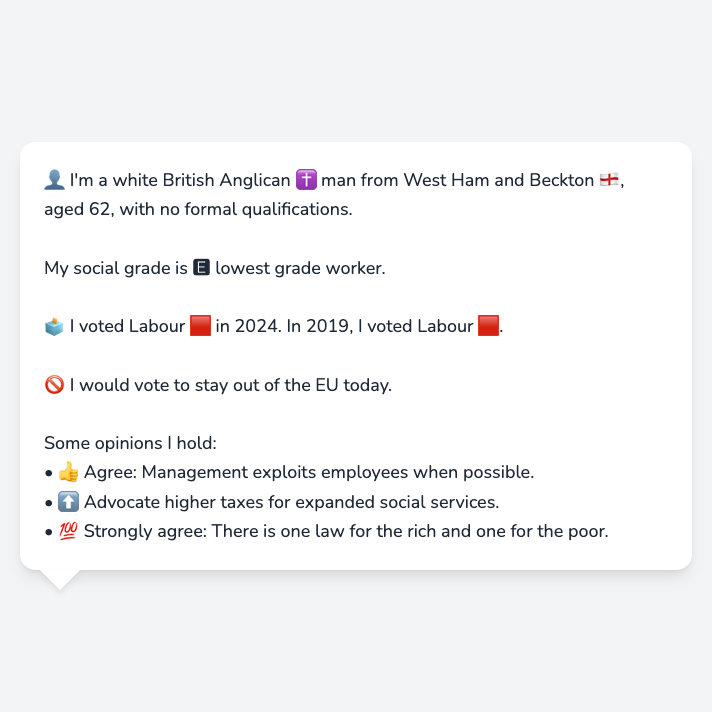 👤 I'm a white British Anglican ✝️ man from West Ham and Beckton 🏴󠁧󠁢󠁥󠁮󠁧󠁿,
aged 62, with no formal qualifications.
My social grade is 🅴 lowest grade worker.
🗳️ I voted Labour 🟥 in 2024. In 2019, I voted Labour 🟥.
🚫 I would vote to stay out of the EU today.
Some opinions I hold:
• 👍 Agree: Management exploits employees when possible.
• ⬆️ Advocate higher taxes for expanded social services.
• 💯 Strongly agree: There is one law for the rich and one for the poor.